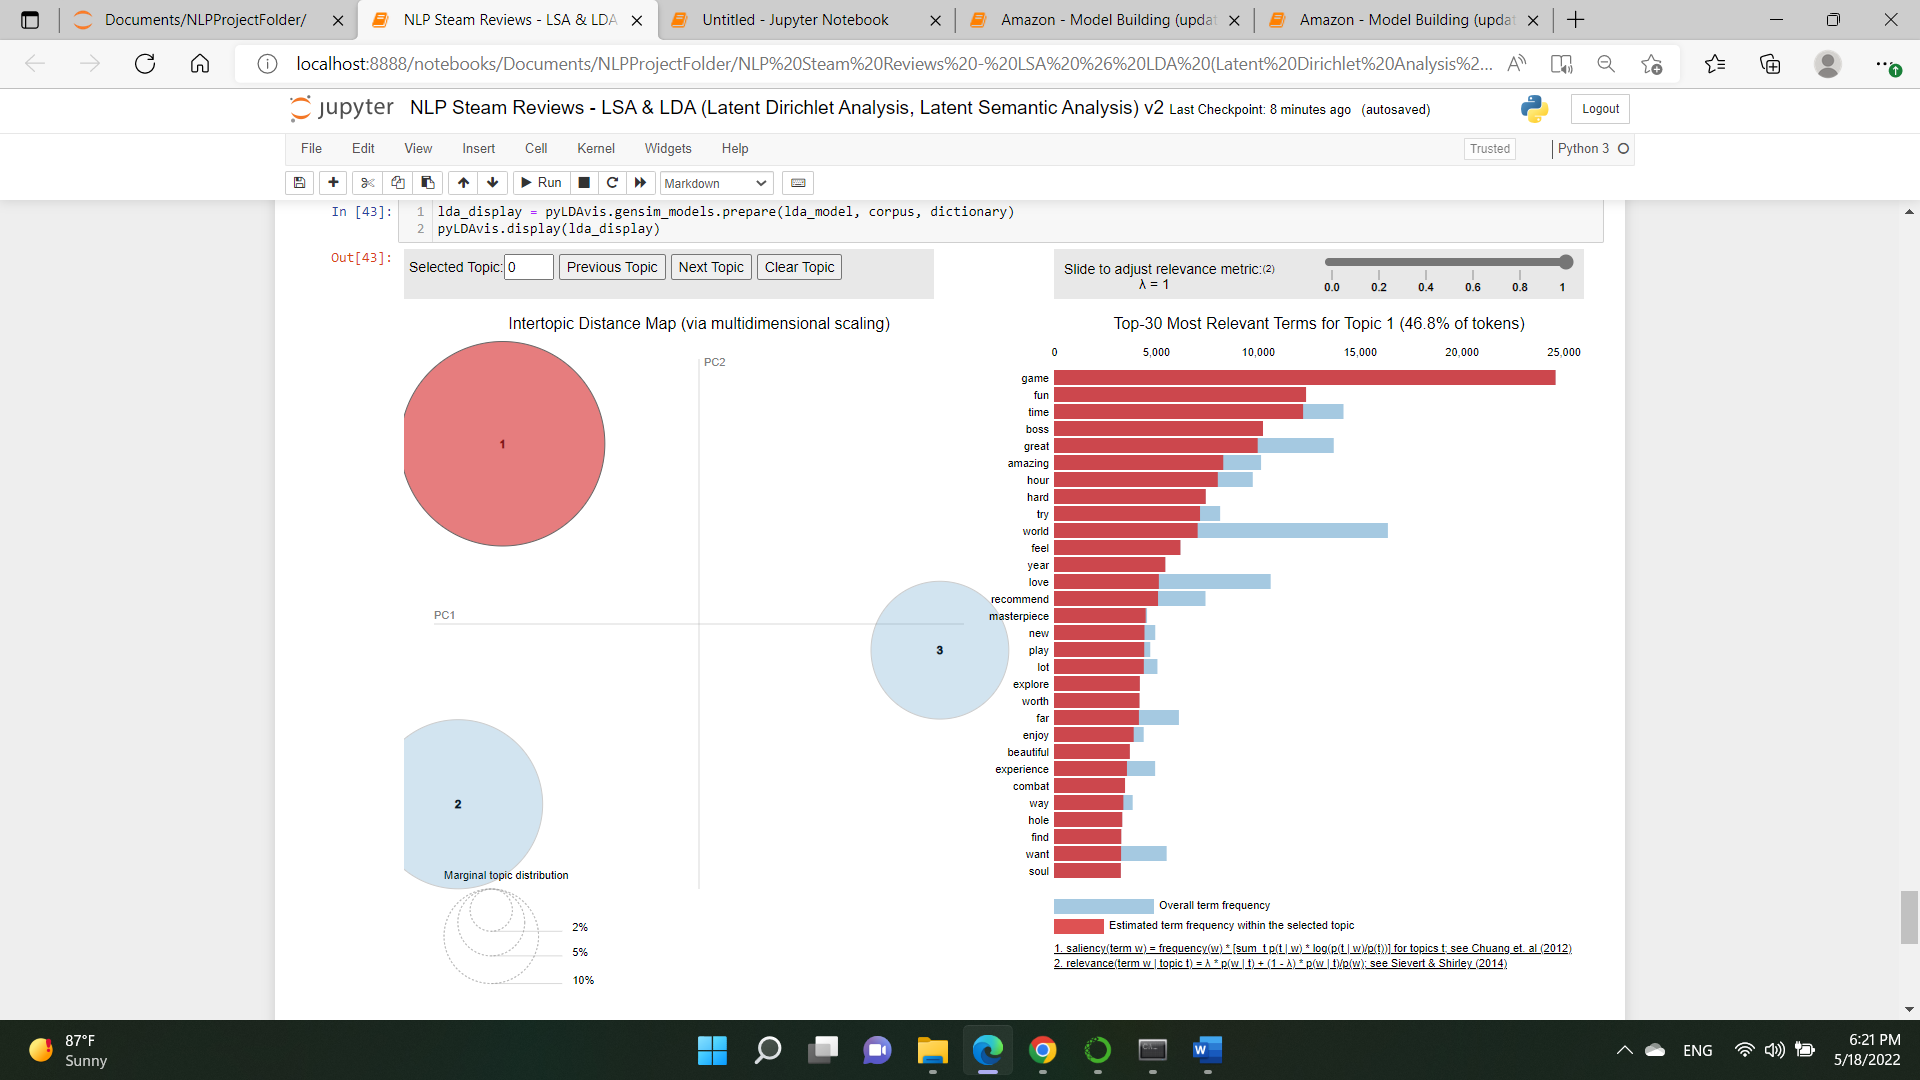 Documents/NLPProjectFolder/
NLP Steam Reviews - LSA & LDA
Untitled - Jupyter Notebook
Amazon - Model Building (updat
Amazon - Model Building (updat
localhost:8888/notebooks/Documents/NLPProjectFolder/NLP%20Steam%20Reviews%20-%20LSA%20%26%20LDA%20(Latent%20Dirichlet%20Analysis%2...
jupyter NLP Steam Reviews - LSA & LDA (Latent Dirichlet Analysis, Latent Semantic Analysis) v2 Last Checkpoint: 8 minutes ago (autosaved)
Logout
File Edit View Insert Cell Kernel Widgets Help
Trusted
Python 3
Run
Markdown
In [43]:
1 lda_display = pyLDAvis.gensim_models.prepare(lda_model, corpus, dictionary)
2 pyLDAvis.display(lda_display)
Out[43]:
Selected Topic: 0 Previous Topic Next Topic Clear Topic
Slide to adjust relevance metric:(2)
λ = 1
0.0 0.2 0.4 0.6 0.8 1
Intertopic Distance Map (via multidimensional scaling)
PC2
PC1
1
2
3
Marginal topic distribution
2%
5%
10%
Top-30 Most Relevant Terms for Topic 1 (46.8% of tokens)
0 5,000 10,000 15,000 20,000 25,000
game
fun
time
boss
great
amazing
hour
hard
try
world
feel
year
love
recommend
masterpiece
new
play
lot
explore
worth
far
enjoy
beautiful
experience
combat
way
hole
find
want
soul
Overall term frequency
Estimated term frequency within the selected topic
1. saliency(term w) = frequency(w) * [sum_t p(t | w) * log(p(t | w)/p(t))] for topics t; see Chuang et. al (2012)
2. relevance(term w | topic t) = λ * p(w | t) + (1 - λ) * p(w | t)/p(w); see Sievert & Shirley (2014)
87°F
Sunny
ENG
6:21 PM
5/18/2022